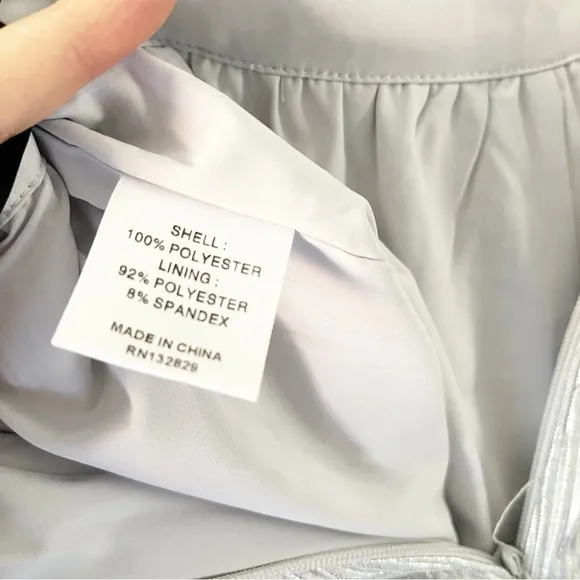 SHELL :
100% POLYESTER
LINING :
92% POLYESTER
8% SPANDEX
MADE IN CHINA
RN132829